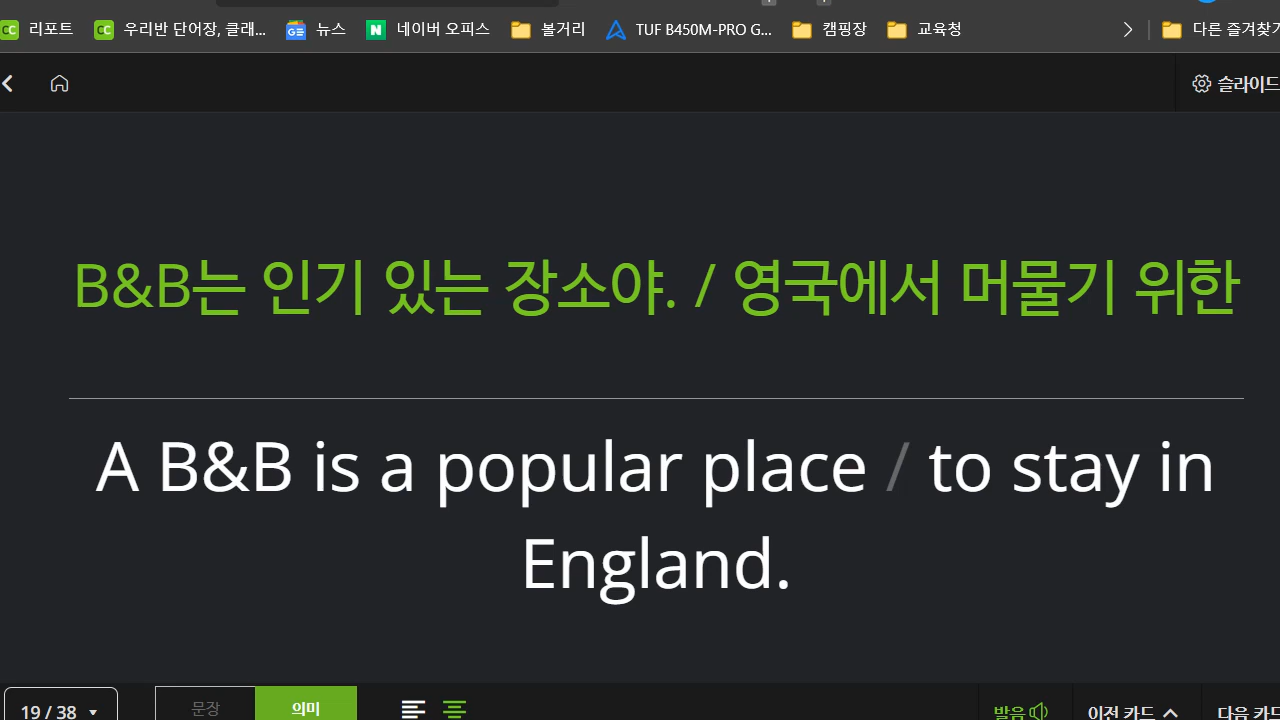 리포트 우리반 단어장, 클래... 뉴스 네이버 오피스 볼거리 TUF B450M-PRO G... 캠핑장 교육청 다른 즐겨찾기
슬라이드
B&B는 인기 있는 장소야. / 영국에서 머물기 위한
A B&B is a popular place / to stay in
England.
19 / 38 문장 의미 발음 이전 카드 다음 카드